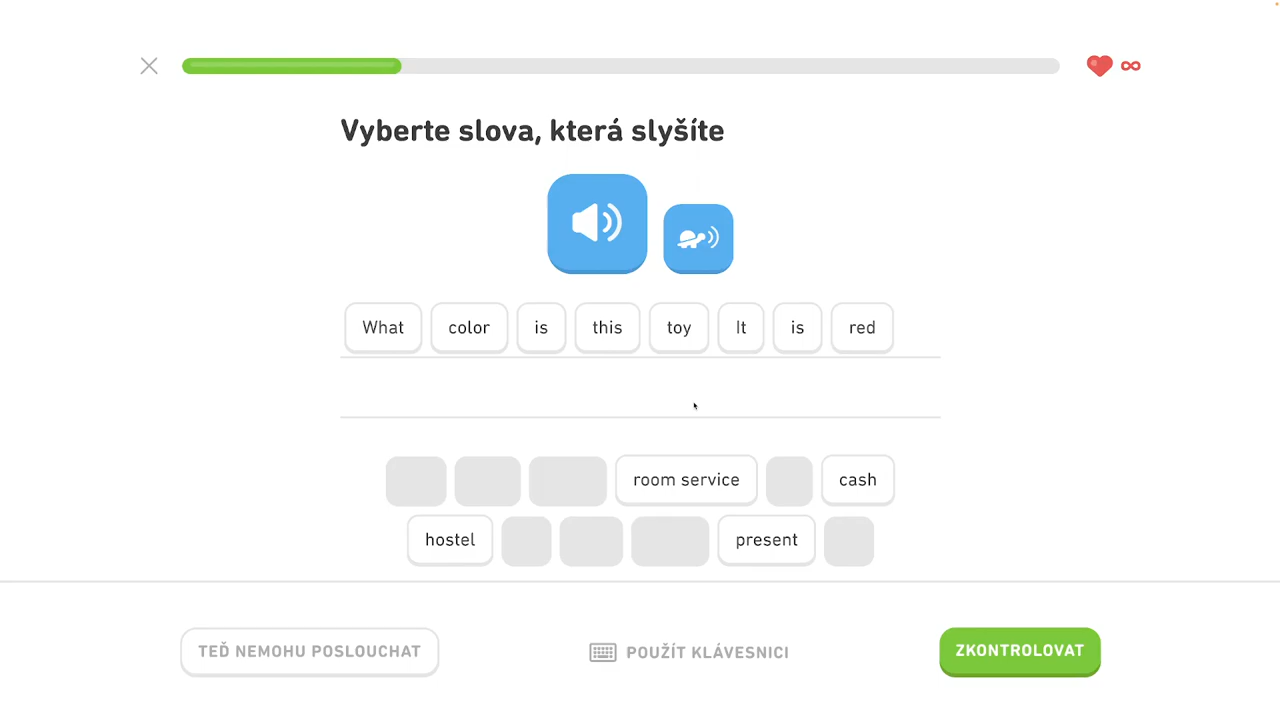 Vyberte slova, která slyšíte
What color is this toy It is red
room service cash
hostel present
TEĎ NEMOHU POSLOUCHAT POUŽÍT KLÁVESNICI ZKONTROLOVAT